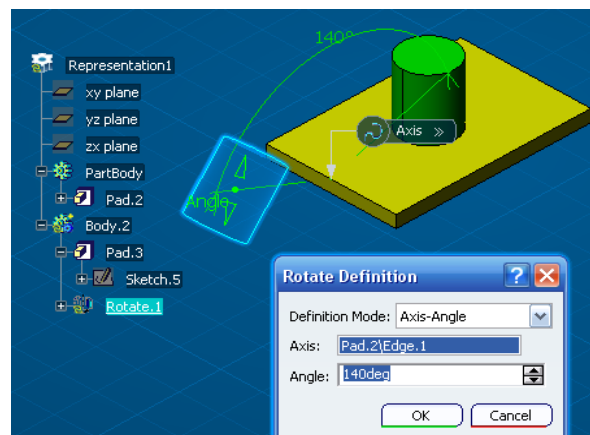 140°
Representation1
xy plane
yz plane
zx plane
PartBody
Pad.2
Body.2
Pad.3
Sketch.5
Rotate.1
Axis »
Angle
Rotate Definition
Definition Mode: Axis-Angle
Axis: Pad.2\Edge.1
Angle: 140deg
OK Cancel